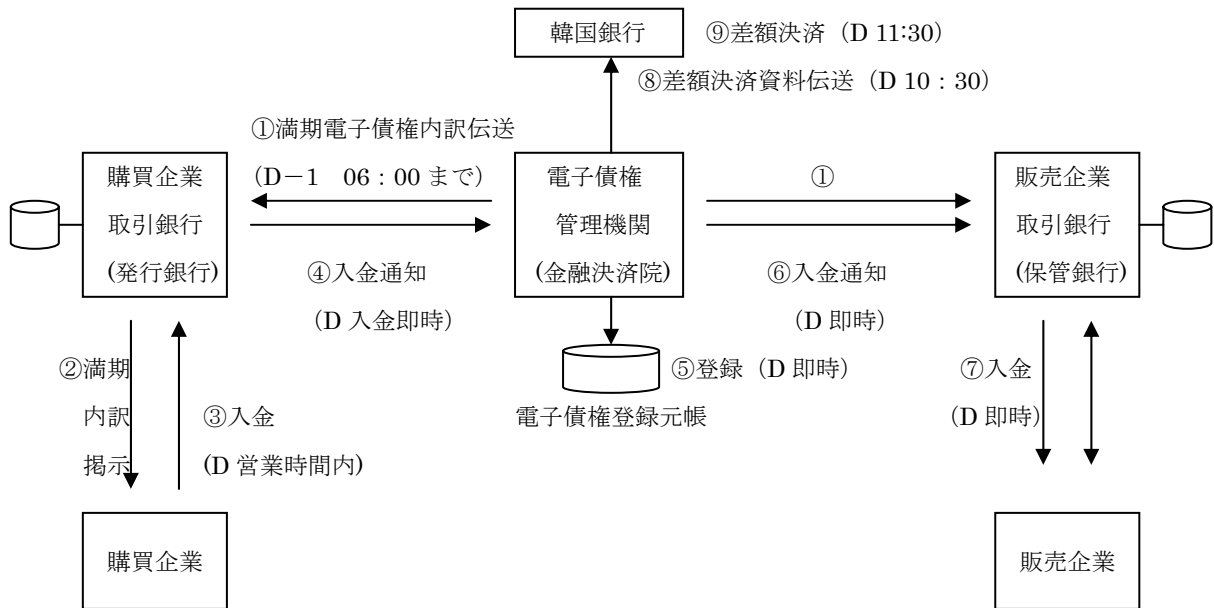 韓国銀行
⑨差額決済（D 11:30）
⑧差額決済資料伝送（D 10：30）
①満期電子債権内訳伝送
（D－1　06：00 まで）
購買企業
取引銀行
(発行銀行)
電子債権
管理機関
(金融決済院)
①
販売企業
取引銀行
(保管銀行)
④入金通知
（D 入金即時）
⑥入金通知
（D 即時）
②満期
内訳
掲示
③入金
(D 営業時間内)
⑤登録（D 即時）
電子債権登録元帳
⑦入金
（D 即時）
購買企業
販売企業